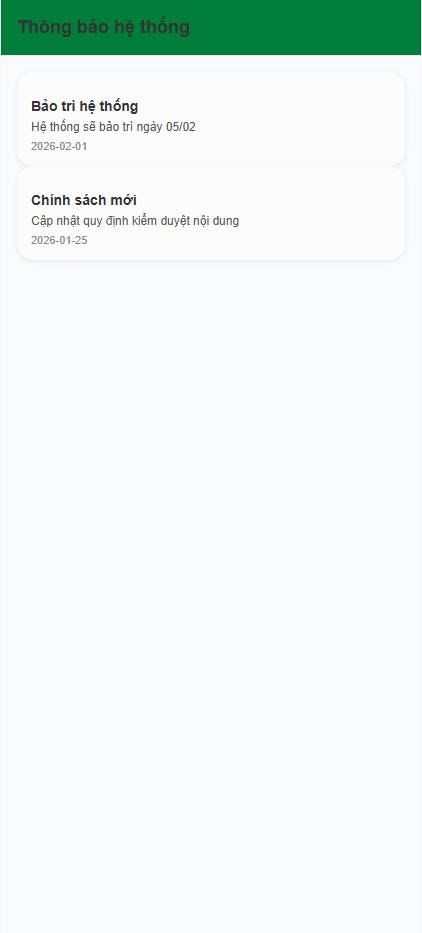 Thông báo hệ thống
Bảo trì hệ thống
Hệ thống sẽ bảo trì ngày 05/02
2026-02-01
Chính sách mới
Cập nhật quy định kiểm duyệt nội dung
2026-01-25